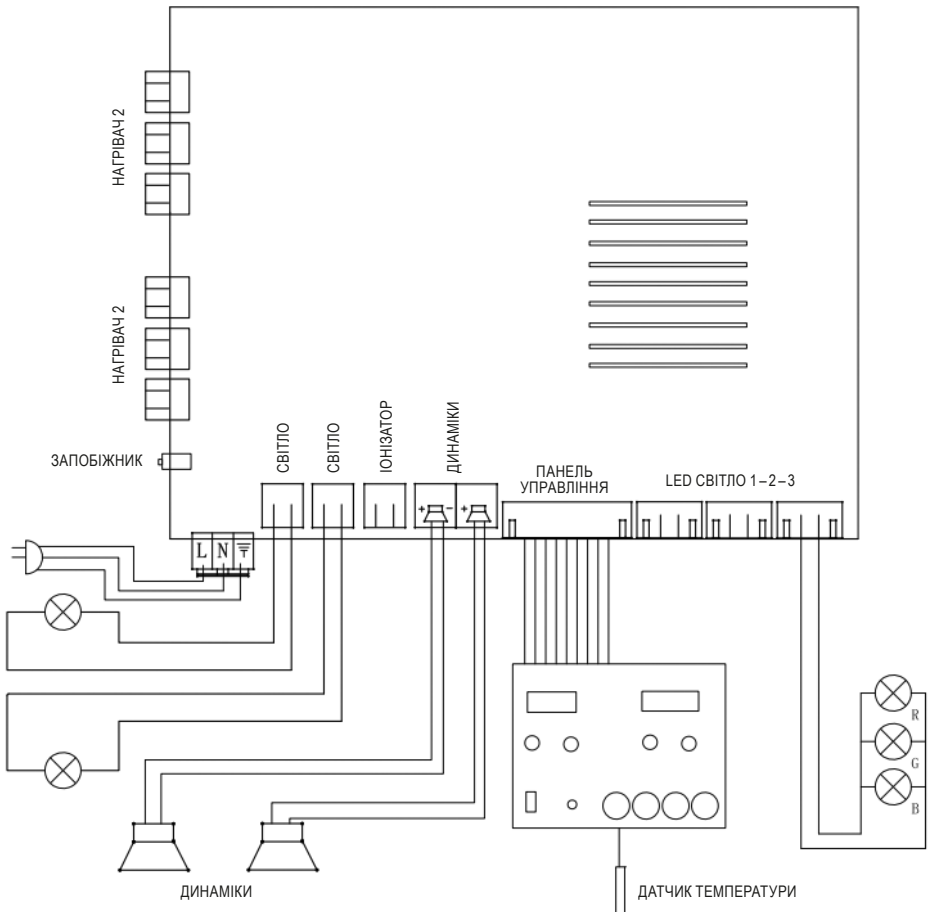 НАГРІВАЧ 2
НАГРІВАЧ 2
ЗАПОБІЖНИК
СВІТЛО
СВІТЛО
ІОНІЗАТОР
ДИНАМІКИ
ПАНЕЛЬ
УПРАВЛІННЯ
LED СВІТЛО 1–2–3
+ -
+
L N
R
G
B
ДИНАМІКИ
ДАТЧИК ТЕМПЕРАТУРИ